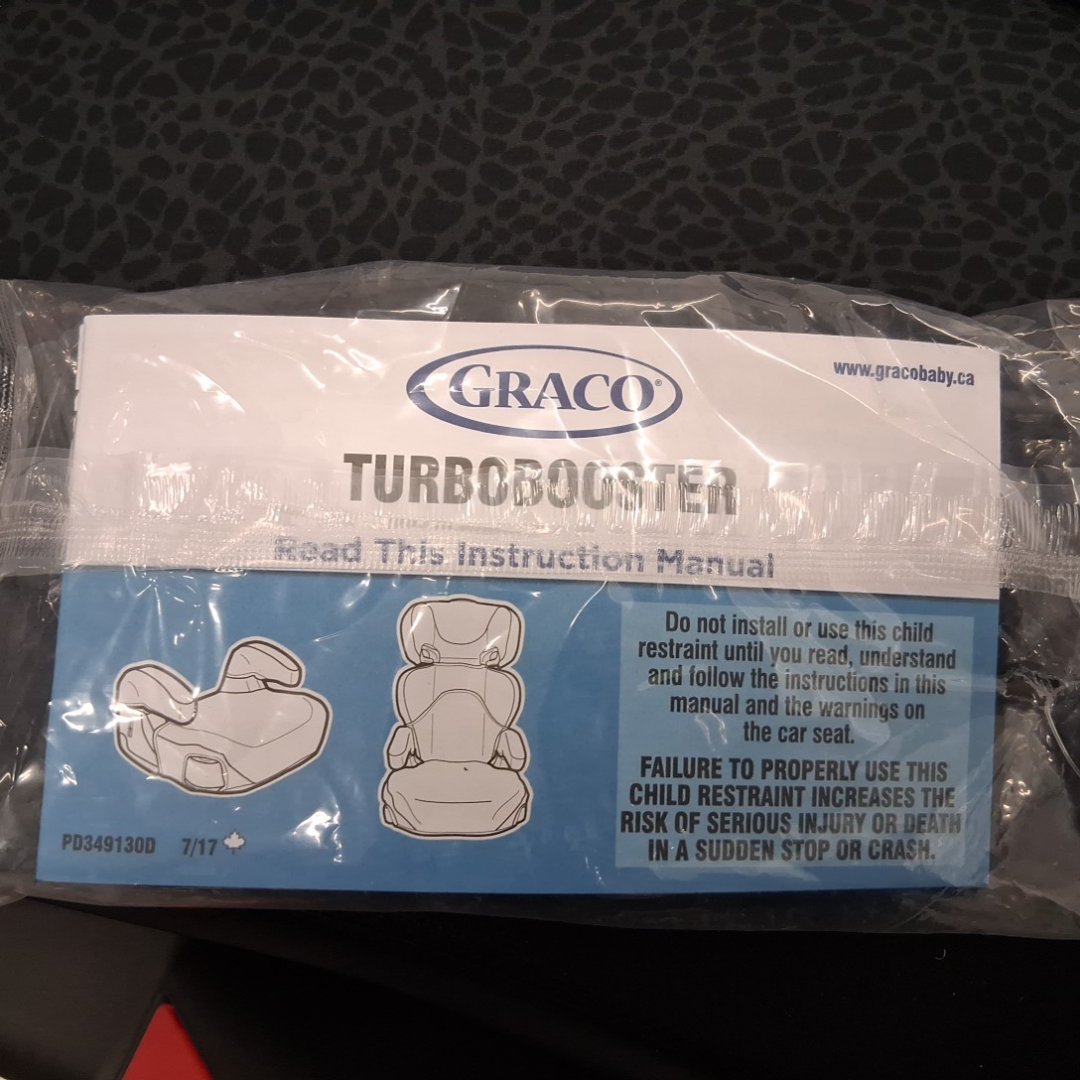 GRACO®
www.gracobaby.ca
TURBOBOOSTER
Read This Instruction Manual
Do not install or use this child
restraint until you read, understand
and follow the instructions in this
manual and the warnings on
the car seat.
FAILURE TO PROPERLY USE THIS
CHILD RESTRAINT INCREASES THE
RISK OF SERIOUS INJURY OR DEATH
IN A SUDDEN STOP OR CRASH.
PD349130D 7/17